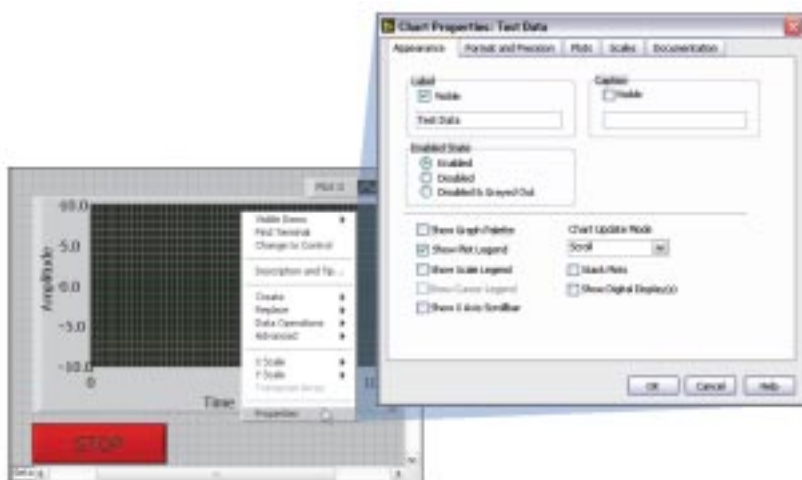 Chart Properties: Test Data
Appearance
Format and Precision
Plots
Scales
Documentation
Label
Visible
Test Data
Caption
Visible
Enabled State
Enabled
Disabled
Disabled & Grayed Out
Show Graph Palette
Show Plot Legend
Show Scale Legend
Show Cursor Legend
Show X Axis Scrollbar
Chart Update Mode
Scroll
Stack Plots
Show Digital Display(s)
OK
Cancel
Help
Plot 0
Amplitude
10.0
5.0
0.0
-5.0
-10.0
0
Time
Visible Items
Find Terminal
Change to Control
Description and Tip...
Create
Replace
Data Operations
Advanced
X Scale
Y Scale
Transpose Array
Properties
STOP